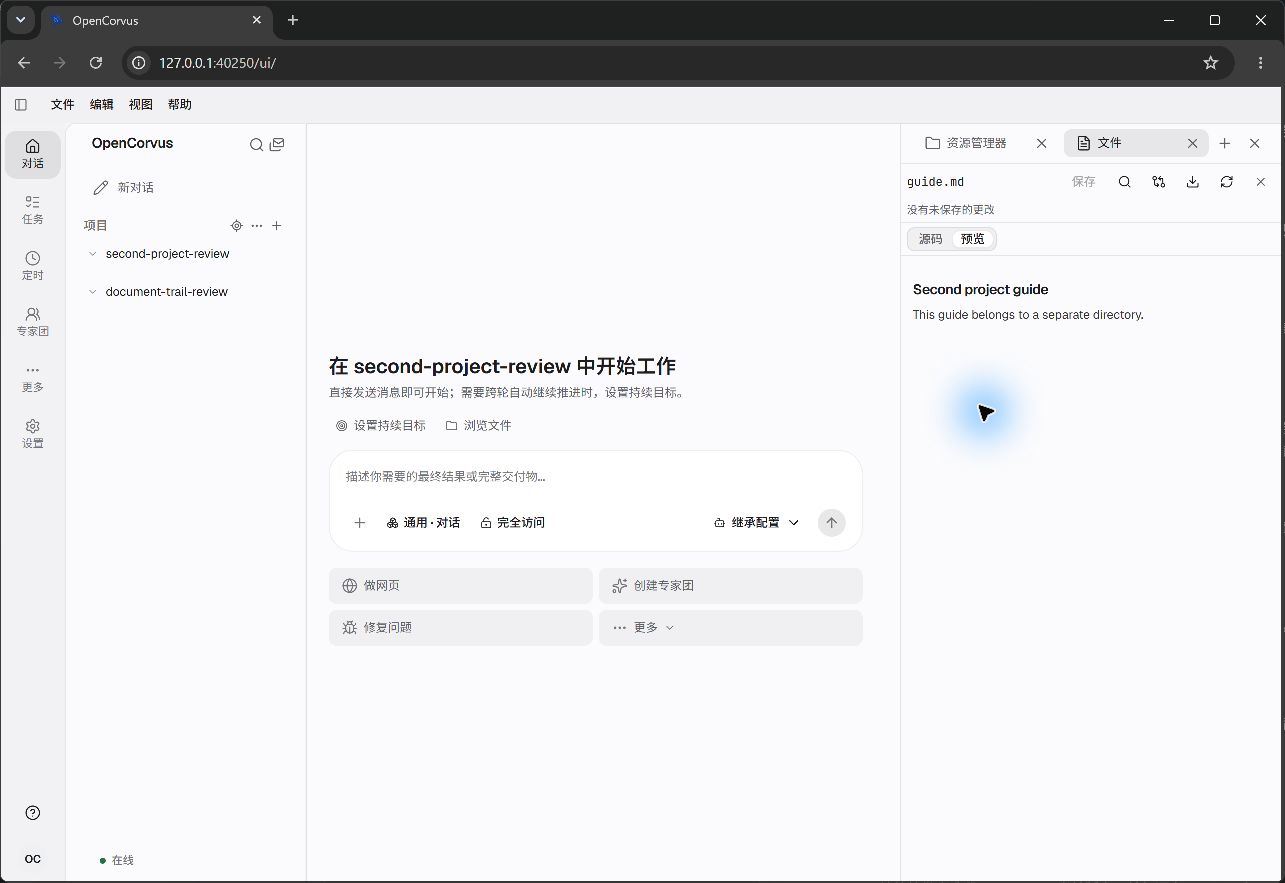 OpenCorvus
127.0.0.1:40250/ui/
文件 编辑 视图 帮助
对话
任务
定时
专家团
更多
设置
OC
OpenCorvus
新对话
项目
second-project-review
document-trail-review
在线
在 second-project-review 中开始工作
直接发送消息即可开始；需要跨轮自动继续推进时，设置持续目标。
设置持续目标 浏览文件
描述你需要的最终结果或完整交付物...
通用 · 对话 完全访问 继承配置
做网页 创建专家团
修复问题 更多
资源管理器 文件
guide.md 保存
没有未保存的更改
源码 预览
Second project guide
This guide belongs to a separate directory.